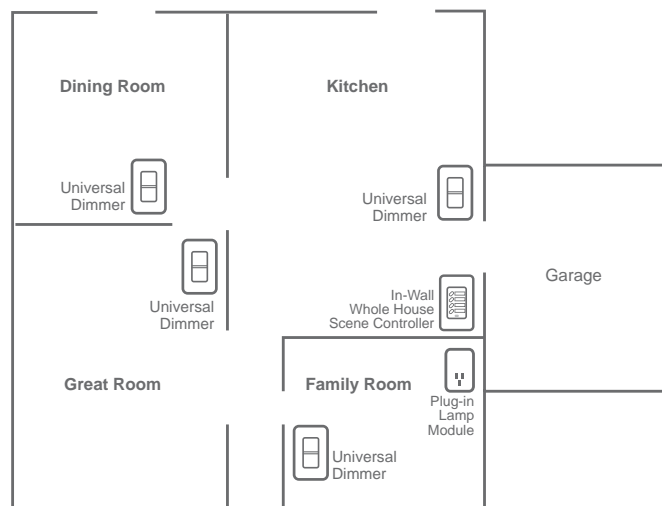 Dining Room
Kitchen
Universal
Dimmer
Universal
Dimmer
Universal
Dimmer
In-Wall
Whole House
Scene Controller
Garage
Great Room
Family Room
Plug-in
Lamp
Module
Universal
Dimmer